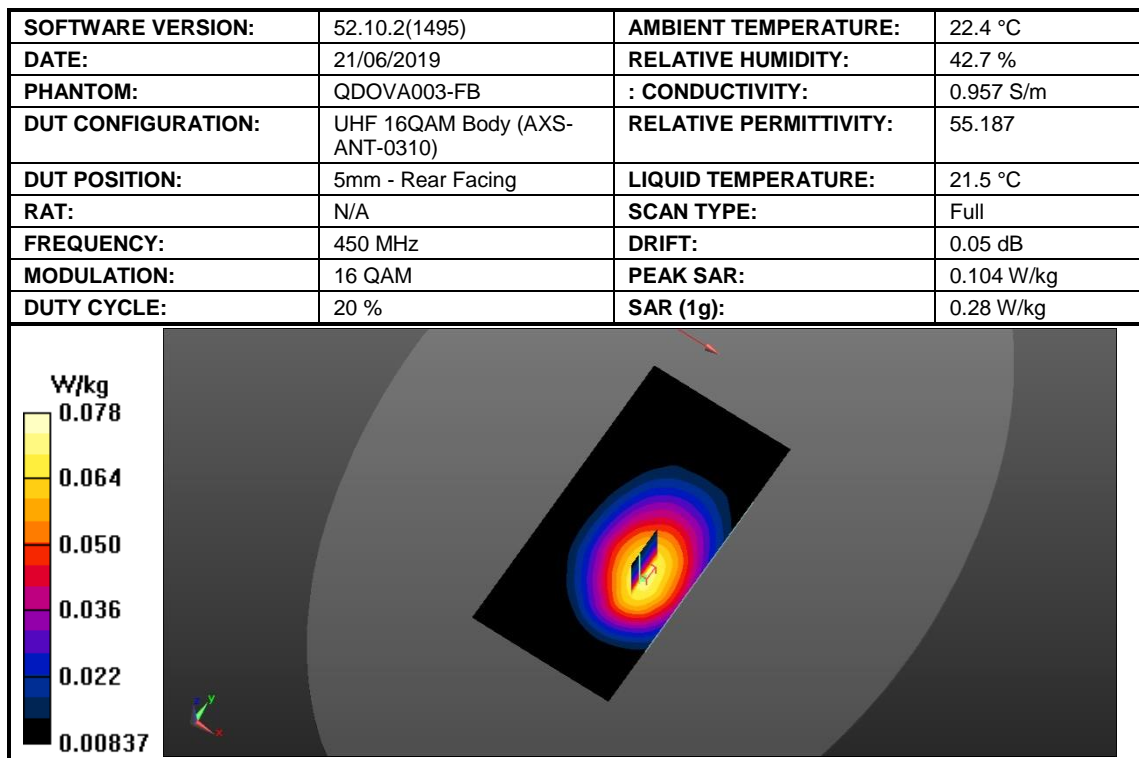 SOFTWARE VERSION: 52.10.2(1495) AMBIENT TEMPERATURE: 22.4 °C
DATE: 21/06/2019 RELATIVE HUMIDITY: 42.7 %
PHANTOM: QDOVA003-FB : CONDUCTIVITY: 0.957 S/m
DUT CONFIGURATION: UHF 16QAM Body (AXS- RELATIVE PERMITTIVITY: 55.187
ANT-0310)
DUT POSITION: 5mm - Rear Facing LIQUID TEMPERATURE: 21.5 °C
RAT: N/A SCAN TYPE: Full
FREQUENCY: 450 MHz DRIFT: 0.05 dB
MODULATION: 16 QAM PEAK SAR: 0.104 W/kg
DUTY CYCLE: 20 % SAR (1g): 0.28 W/kg
W/kg
0.078
0.064
0.050
0.036
0.022
0.00837
z y
x